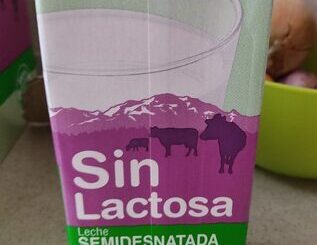 Sin
Lactosa
Leche
SEMIDESNATADA